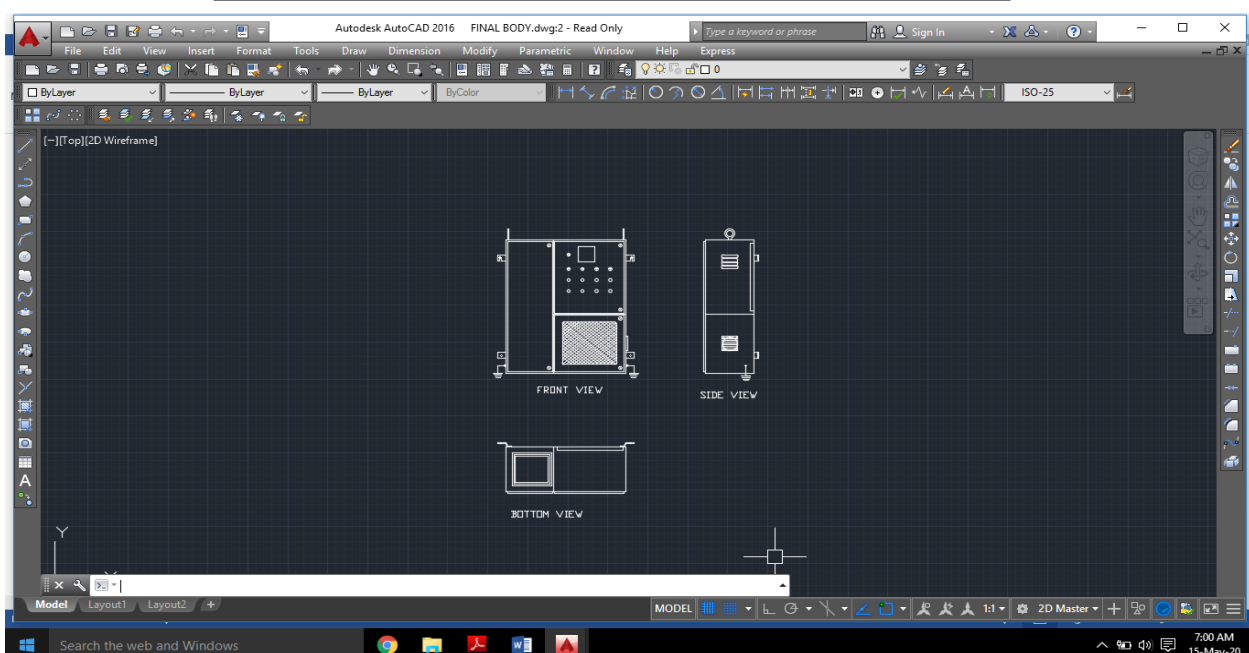 Autodesk AutoCAD 2016 FINAL BODY.dwg:2 - Read Only
Type a keyword or phrase
Sign In
File Edit View Insert Format Tools Draw Dimension Modify Parametric Window Help Express
0
ByLayer ByLayer ByLayer ByColor ISO-25
[−][Top][2D Wireframe]
FRONT VIEW
SIDE VIEW
BOTTOM VIEW
Y
Model Layout1 Layout2 +
MODEL 1:1 2D Master
Search the web and Windows
7:00 AM
15-May-20